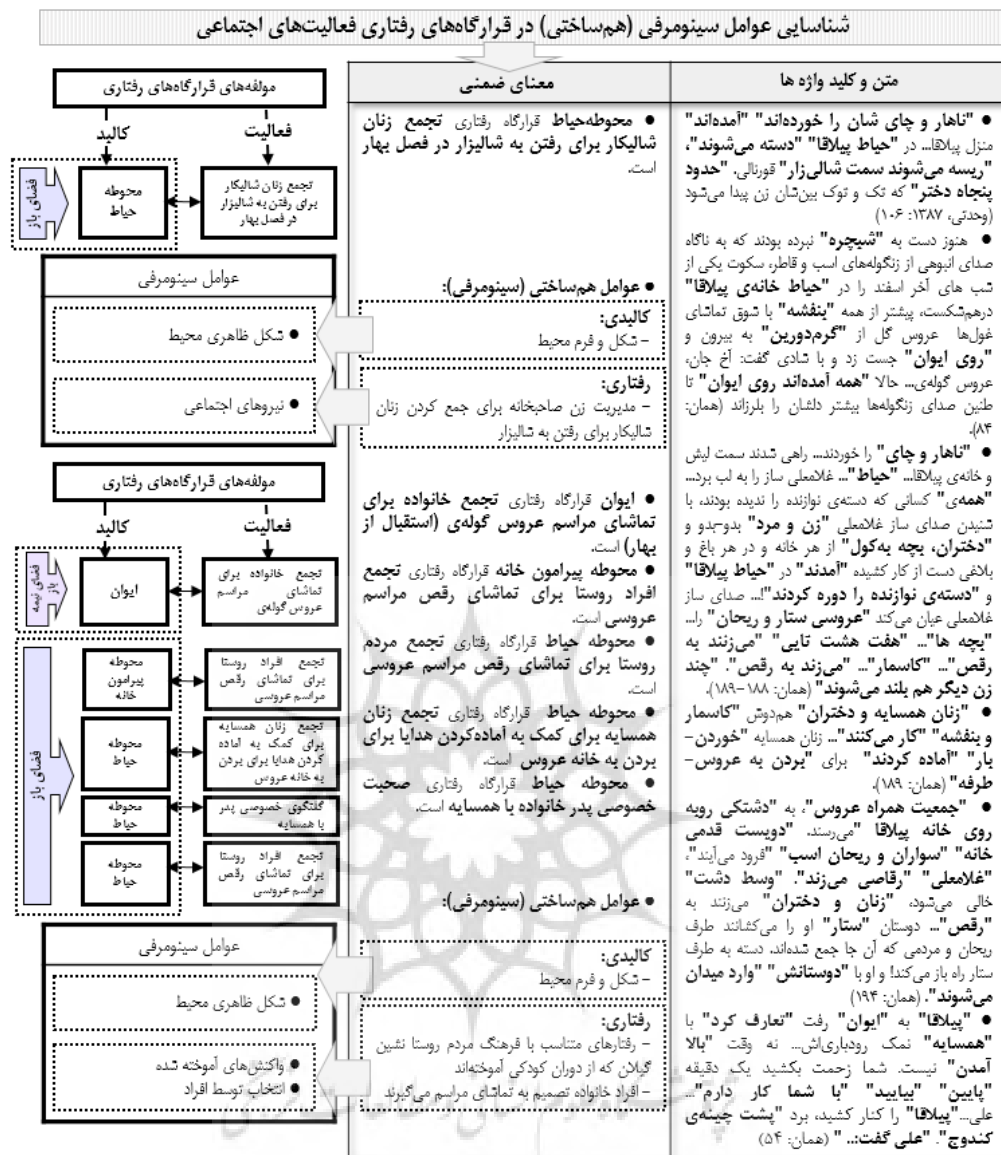 شناسایی عوامل سینومرفی (هم‌ساختی) در قرارگاه‌های رفتاری فعالیت‌های اجتماعی
متن و کلید واژه ها
● "ناهار و چای شان را خورده‌اند" "آمده‌اند"
منزل پیلاقا... در "حیاط پیلاقا" "دسته می‌شوند"،
"ریسه می‌شوند سمت شالی‌زار" قورنالی. "حدود
پنجاه دختر" که تک و توک بین‌شان زن پیدا می‌شود
(وحدتی، ۱۳۸۷: ۱۰۶)
● هنوز دست به "شیچره" نبرده بودند که به ناگاه
صدای انبوهی از زنگوله‌های اسب و قاطر، سکوت یکی از
شب های آخر اسفند را در "حیاط خانه‌ی پیلاقا"
درهم‌شکست، پیشتر از همه "بنفشه" با شوق تماشای
غول‌ها عروس گل از "گرم‌دورین" به بیرون و
"روی ایوان" جست زد و با شادی گفت: آخ جان،
عروس گوله‌ی... حالا "همه آمده‌اند روی ایوان" تا
طنین صدای زنگوله‌ها بیشتر دلشان را بلرزاند (همان:
۸۴).
● "ناهار و چای" را خوردند... راهی شدند سمت لیش
و خانه‌ی پیلاقا... "حیاط"... غلامعلی ساز را به لب برد...
"همه‌ی" کسانی که دسته‌ی نوازنده را ندیده بودند، با
شنیدن صدای ساز غلامعلی "زن و مرد" بدو-بدو و
"دختران، بچه به‌کول" از هر خانه و در هر باغ و
بلاغی دست از کار کشیده "آمدند" در "حیاط پیلاقا"
و "دسته‌ی نوازنده را دوره کردند"!... صدای ساز
غلامعلی عیان می‌کند "عروسی ستار و ریحان" را...
"بچه ها"... "هفت هشت تایی" "می‌زنند به
رقص"... "کاسمار"... "می‌زند به رقص". "چند
زن دیگر هم بلند می‌شوند" (همان: ۱۸۸-۱۸۹).
● "زنان همسایه و دختران" هم‌دوش "کاسمار
و بنفشه" "کار می‌کنند"... زنان همسایه "خوردن-
بار" "آماده کردند" برای "بردن به عروس-
طرفه" (همان: ۱۸۹).
● "جمعیت همراه عروس"، به "دشتکی روبه
روی خانه پیلاقا "می‌رسند. "دویست قدمی
خانه" "سواران و ریحان اسب" "فرود می‌آیند"،
"غلامعلی" "رقاصی می‌زند". "وسط دشت"
خالی می‌شود، "زنان و دختران" می‌زنند به
"رقص"... دوستان "ستار" او را می‌کشانند طرف
ریحان و مردمی که آن جا جمع شده‌اند. دسته به طرف
ستار راه باز می‌کند! و او با "دوستانش" "وارد میدان
می‌شوند". (همان: ۱۹۴)
● "پیلاقا" به "ایوان" رفت "تعارف کرد" با
"همسایه" نمک رودباری‌اش... نه وقت "بالا
آمدن" نیست. شما زحمت بکشید یک دقیقه
"پایین" "بیایید" "با شما کار دارم"...
علی..."پیلاقا" را کنار کشید، برد "پشت چینه‌ی
کندوج". "علی گفت:.. " (همان: ۵۴)
معنای ضمنی
● محوطه‌حیاط قرارگاه رفتاری تجمع زنان
شالیکار برای رفتن به شالیزار در فصل بهار
است.
● عوامل هم‌ساختی (سینومرفی):
کالبدی:
- شکل و فرم محیط
رفتاری:
- مدیریت زن صاحبخانه برای جمع کردن زنان
شالیکار برای رفتن به شالیزار
● ایوان قرارگاه رفتاری تجمع خانواده برای
تماشای مراسم عروس گوله‌ی (استقبال از
بهار) است.
● محوطه پیرامون خانه قرارگاه رفتاری تجمع
افراد روستا برای تماشای رقص مراسم
عروسی است.
● محوطه حیاط قرارگاه رفتاری تجمع مردم
روستا برای تماشای رقص مراسم عروسی
است.
● محوطه حیاط قرارگاه رفتاری تجمع زنان
همسایه برای کمک به آماده‌کردن هدایا برای
بردن به خانه عروس است.
● محوطه حیاط قرارگاه رفتاری صحبت
خصوصی پدر خانواده با همسایه است.
● عوامل هم‌ساختی (سینومرفی):
کالبدی:
- شکل و فرم محیط
رفتاری:
- رفتارهای متناسب با فرهنگ مردم روستا نشین
گیلان که از دوران کودکی آموخته‌اند
- افراد خانواده تصمیم به تماشای مراسم می‌گیرند
مولفه‌های قرارگاه‌های رفتاری
فعالیت
کالبد
تجمع زنان شالیکار
برای رفتن به شالیزار
در فصل بهار
محوطه
حیاط
فضای باز
عوامل سینومرفی
● شکل ظاهری محیط
● نیروهای اجتماعی
مولفه‌های قرارگاه‌های رفتاری
فعالیت
کالبد
تجمع خانواده برای
تماشای مراسم
عروس گوله‌ی
ایوان
فضای نیمه
باز
تجمع افراد روستا
برای تماشای رقص
مراسم عروسی
محوطه
پیرامون
خانه
تجمع زنان همسایه
برای کمک به آماده
کردن هدایا برای بردن
به خانه عروس
محوطه
حیاط
گفتگوی خصوصی پدر
با همسایه
محوطه
حیاط
تجمع افراد روستا
برای تماشای رقص
مراسم عروسی
محوطه
حیاط
فضای باز
عوامل سینومرفی
● شکل ظاهری محیط
● واکنش‌های آموخته شده
● انتخاب توسط افراد